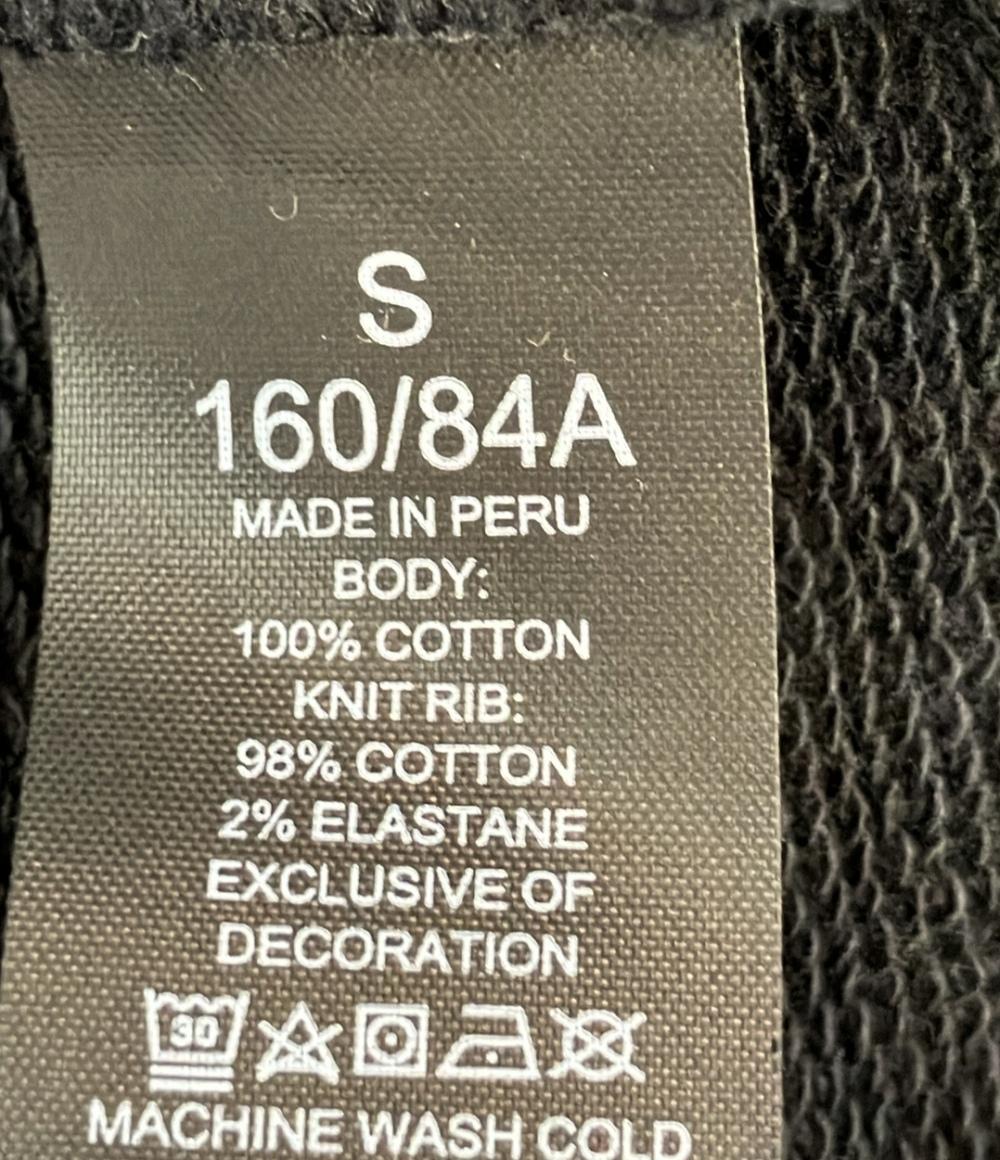 S
160/84A
MADE IN PERU
BODY:
100% COTTON
KNIT RIB:
98% COTTON
2% ELASTANE
EXCLUSIVE OF
DECORATION
30
MACHINE WASH COLD